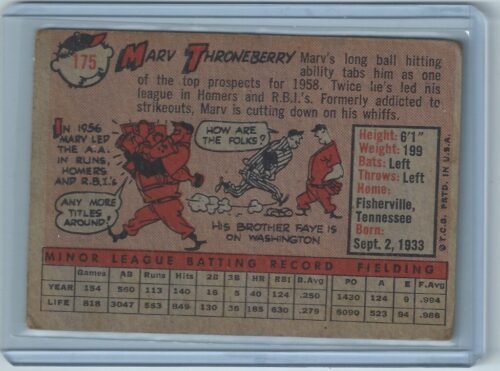 175
MARV THRONEBERRY Marv's long ball hitting
ability tabs him as one
of the top prospects for 1958. Twice he's led his
league in Homers and R.B.I.'s. Formerly addicted to
strikeouts, Marv is cutting down on his whiffs.
IN 1956
MARV LED
THE A.A.
IN RUNS,
HOMERS
AND R.B.I.'S
ANY MORE
TITLES
AROUND!
HOW ARE
THE FOLKS?
HIS BROTHER FAYE IS
ON WASHINGTON
Height: 6'1"
Weight: 199
Bats: Left
Throws: Left
Home:
Fisherville,
Tennessee
Born:
Sept. 2, 1933
© T.C.G. PRTD. IN U.S.A.
MINOR LEAGUE BATTING RECORD FIELDING
Games AB Runs Hits 2B 3B HR RBI B.Avg PO A E F.Avg
YEAR 154 560 113 140 16 5 40 124 .250 1430 124 9 .994
LIFE 818 3047 553 849 130 36 165 630 .279 5090 523 94 .986